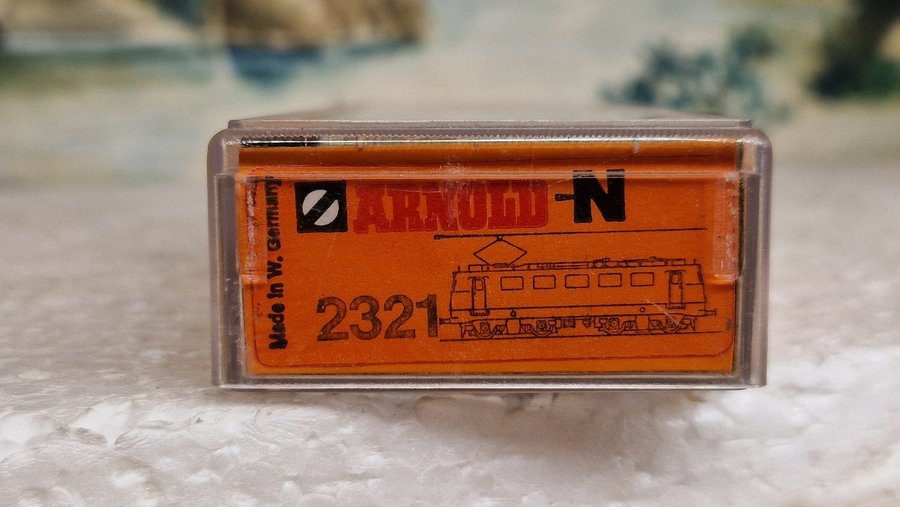 ARNOLD-N
2321
Made in W. Germany